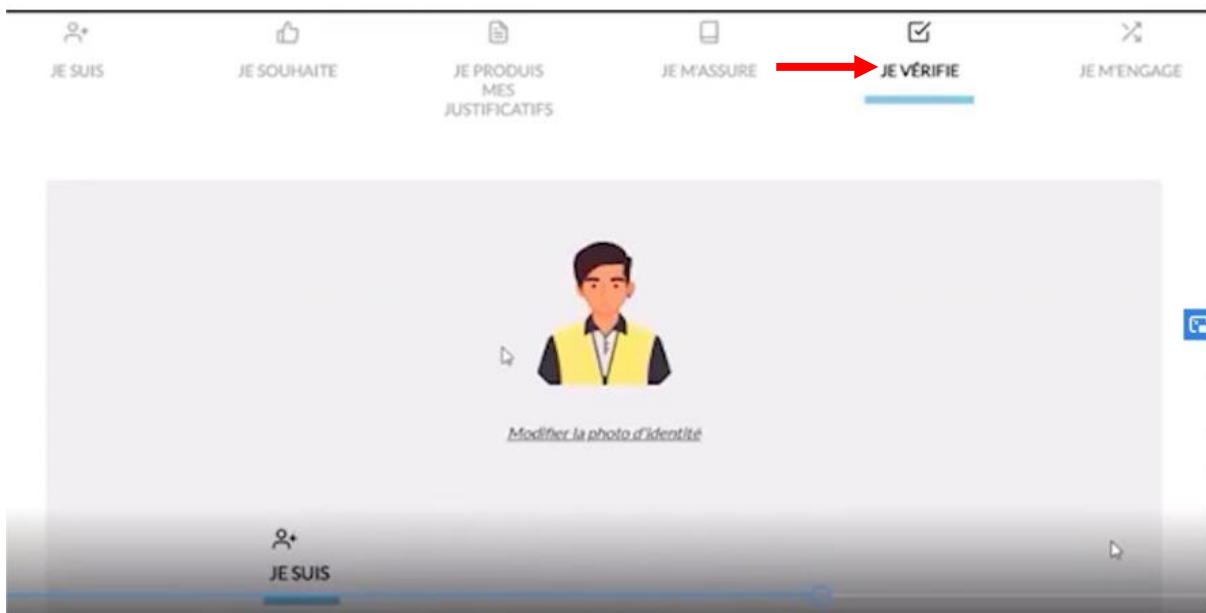 JE SUIS
JE SOUHAITE
JE PRODUIS
MES
JUSTIFICATIFS
JE M'ASSURE
JE VÉRIFIE
JE M'ENGAGE
Modifier la photo d'identité
JE SUIS